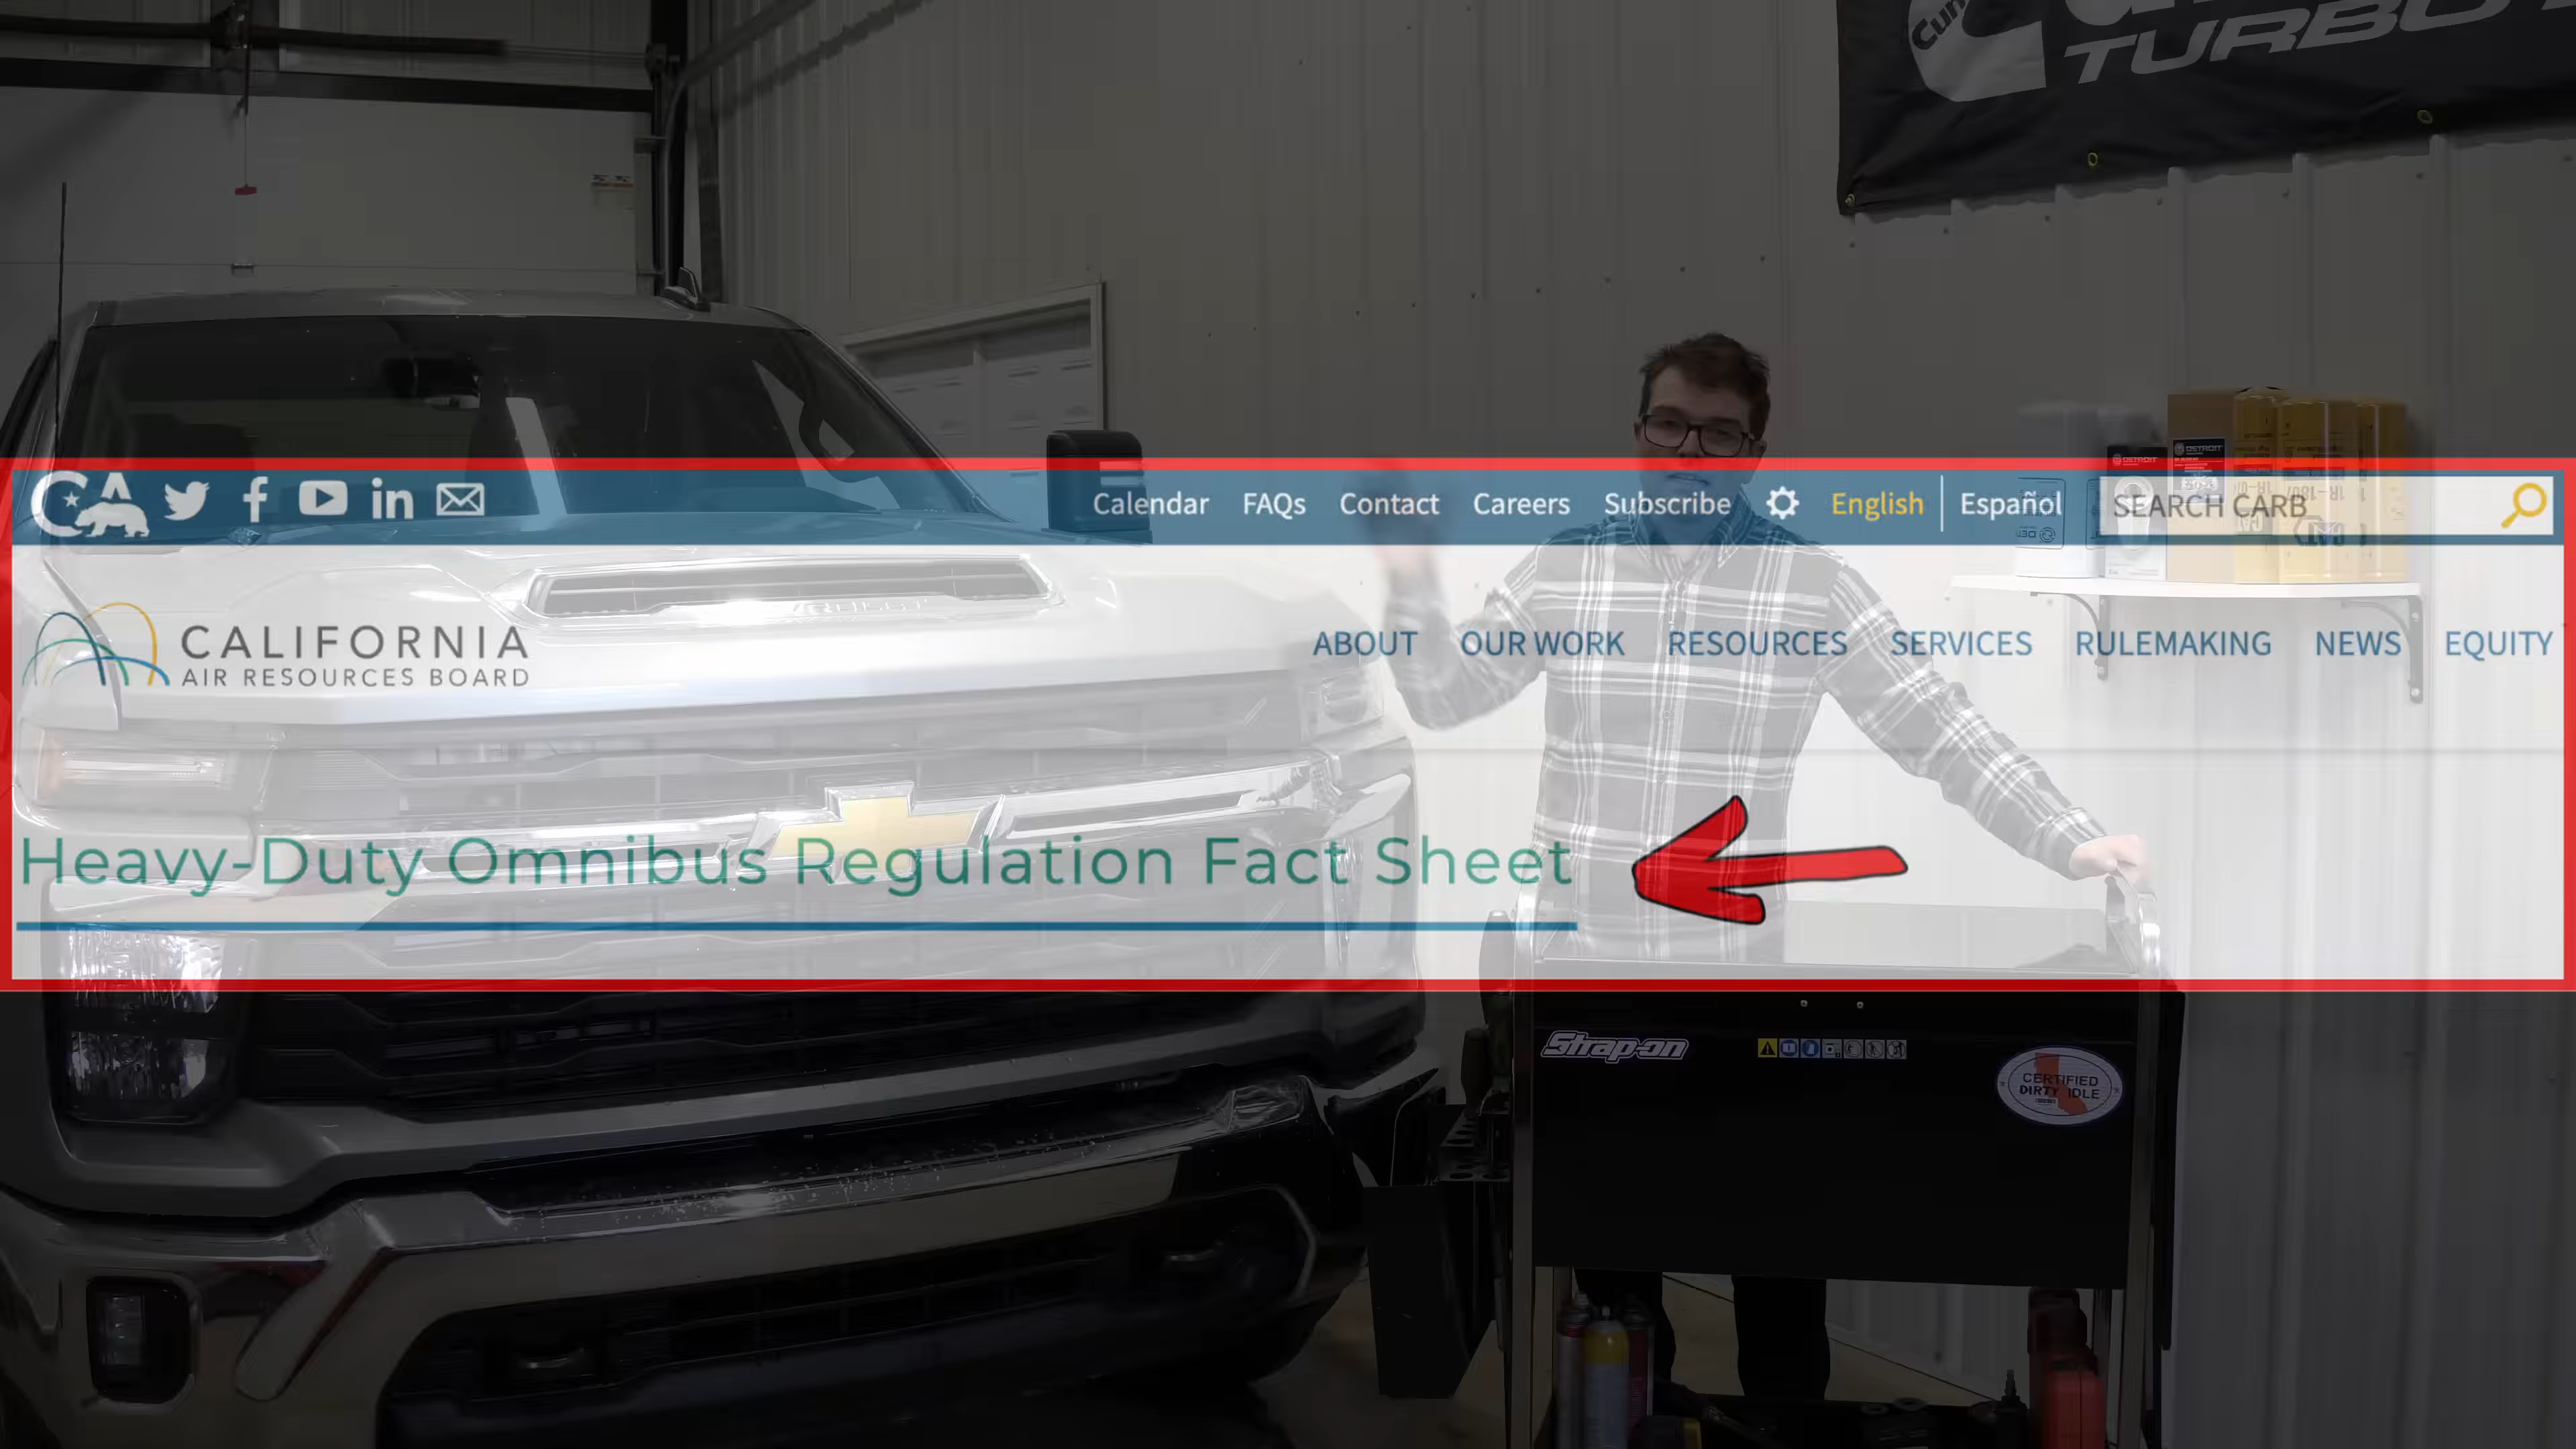 TURBO
Calendar FAQs Contact Careers Subscribe English Español SEARCH CARB
CALIFORNIA
AIR RESOURCES BOARD
ABOUT OUR WORK RESOURCES SERVICES RULEMAKING NEWS EQUITY
Heavy-Duty Omnibus Regulation Fact Sheet
Snap-on
CERTIFIED
DIRTY IDLE